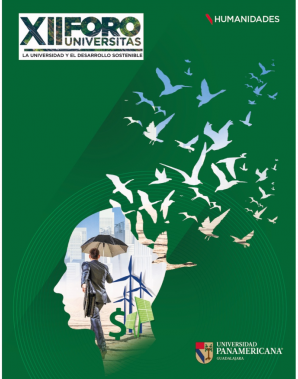 XII FORO
UNIVERSITAS
LA UNIVERSIDAD Y EL DESARROLLO SOSTENIBLE
HUMANIDADES
$
UNIVERSIDAD
PANAMERICANA
GUADALAJARA